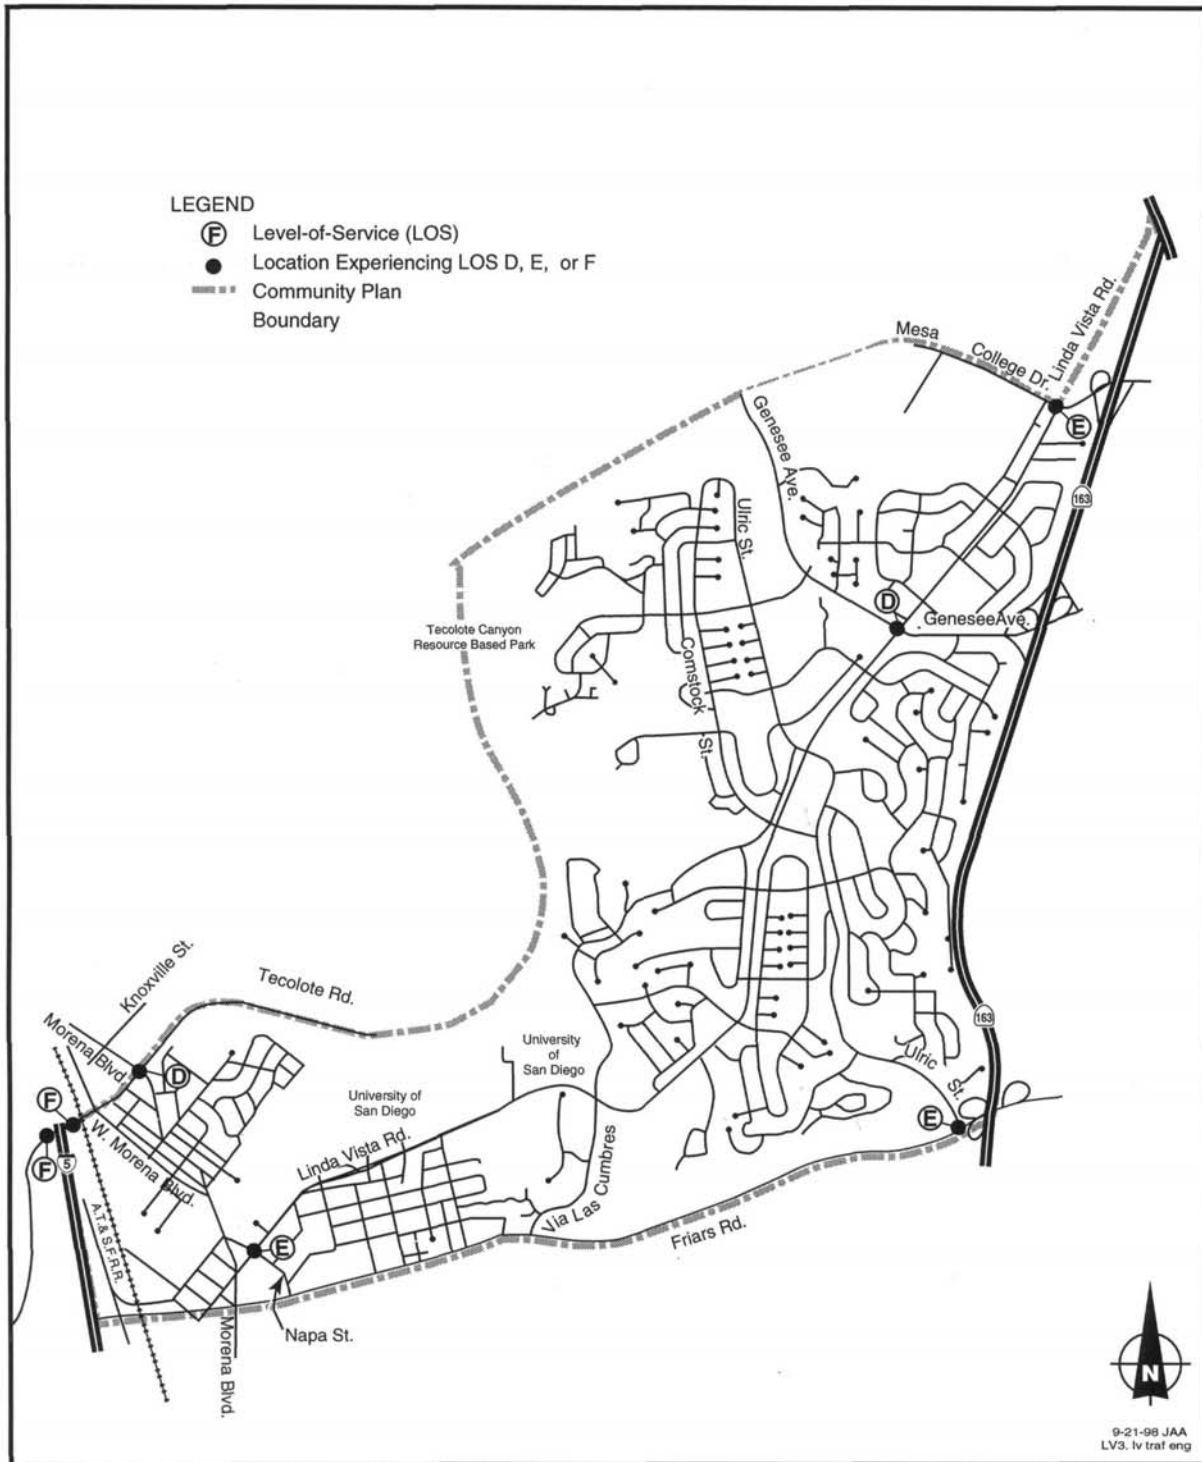 LEGEND
F Level-of-Service (LOS)
Location Experiencing LOS D, E, or F
Community Plan
Boundary
Mesa
College Dr.
Linda Vista Rd.
E
Genesee Ave.
163
Ulric St.
D
GeneseeAve.
Tecolote Canyon
Resource Based Park
Comstock
St.
Knoxville St.
Tecolote Rd.
Morena Blvd.
163
University
of
San Diego
Ulric
St.
D
F
University of
San Diego
E
W. Morena Blvd.
F
5
Linda Vista Rd.
Via Las Cumbres
A.T.& S.F.R.R.
Friars Rd.
E
Napa St.
Morena Blvd.
N
9-21-98 JAA
LV3. lv traf eng